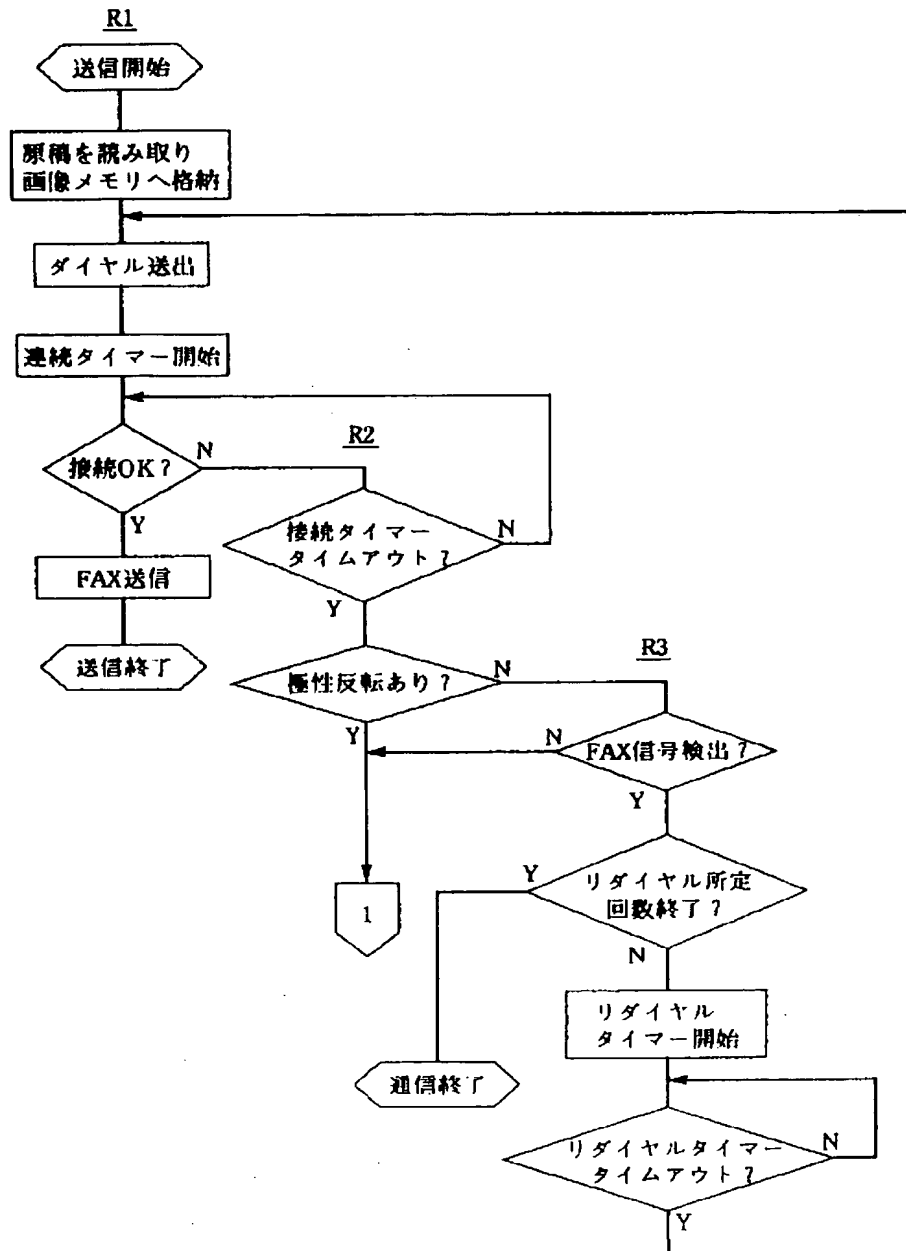 R1
送信開始
原稿を読み取り
画像メモリへ格納
ダイヤル送出
連続タイマー開始
接続OK?
N
Y
FAX送信
送信終了
R2
接続タイマー
タイムアウト?
N
Y
極性反転あり?
N
Y
1
R3
FAX信号検出?
N
Y
リダイヤル所定
回数終了?
Y
N
通信終了
リダイヤル
タイマー開始
リダイヤルタイマー
タイムアウト?
N
Y